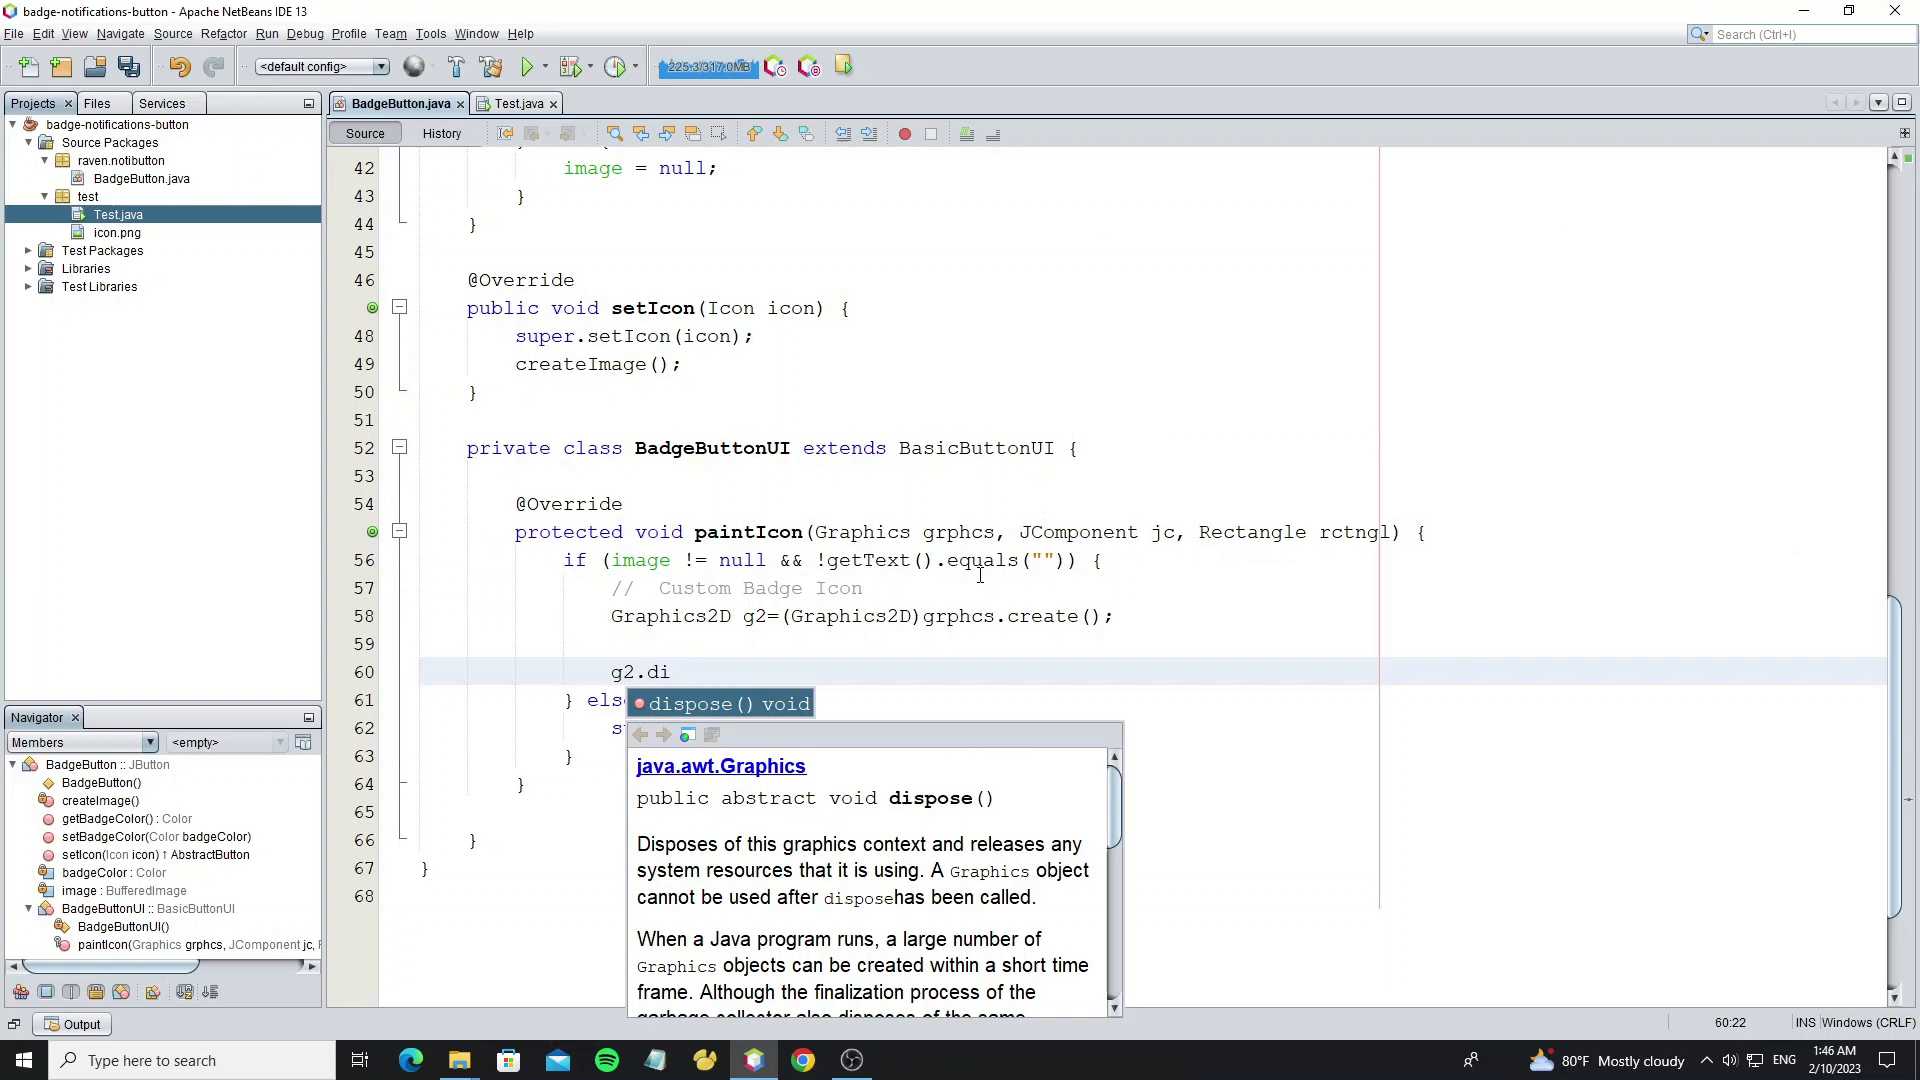 badge-notifications-button - Apache NetBeans IDE 13
File Edit View Navigate Source Refactor Run Debug Profile Team Tools Window Help
Search (Ctrl+I)
<default config>
225.3/317.0MB
Projects Files Services
BadgeButton.java Test.java
Source History
badge-notifications-button
Source Packages
raven.notibutton
BadgeButton.java
test
Test.java
icon.png
Test Packages
Libraries
Test Libraries
42 image = null;
43 }
44 }
45
46 @Override
public void setIcon(Icon icon) {
48 super.setIcon(icon);
49 createImage();
50 }
51
52 private class BadgeButtonUI extends BasicButtonUI {
53
54 @Override
protected void paintIcon(Graphics grphcs, JComponent jc, Rectangle rctngl) {
56 if (image != null && !getText().equals("")) {
57 // Custom Badge Icon
58 Graphics2D g2=(Graphics2D)grphcs.create();
59
60 g2.di
61 } els
62 s
63 }
64 }
65
66 }
67 }
68
dispose() void
java.awt.Graphics
public abstract void dispose()
Disposes of this graphics context and releases any
system resources that it is using. A Graphics object
cannot be used after disposehas been called.
When a Java program runs, a large number of
Graphics objects can be created within a short time
frame. Although the finalization process of the
garbage collector also disposes of the same
Navigator
Members <empty>
BadgeButton :: JButton
BadgeButton()
createImage()
getBadgeColor() : Color
setBadgeColor(Color badgeColor)
setIcon(Icon icon) ↑ AbstractButton
badgeColor : Color
image : BufferedImage
BadgeButtonUI :: BasicButtonUI
BadgeButtonUI()
paintIcon(Graphics grphcs, JComponent jc,
Output
60:22 INS Windows (CRLF)
Type here to search
80°F Mostly cloudy
ENG
1:46 AM
2/10/2023